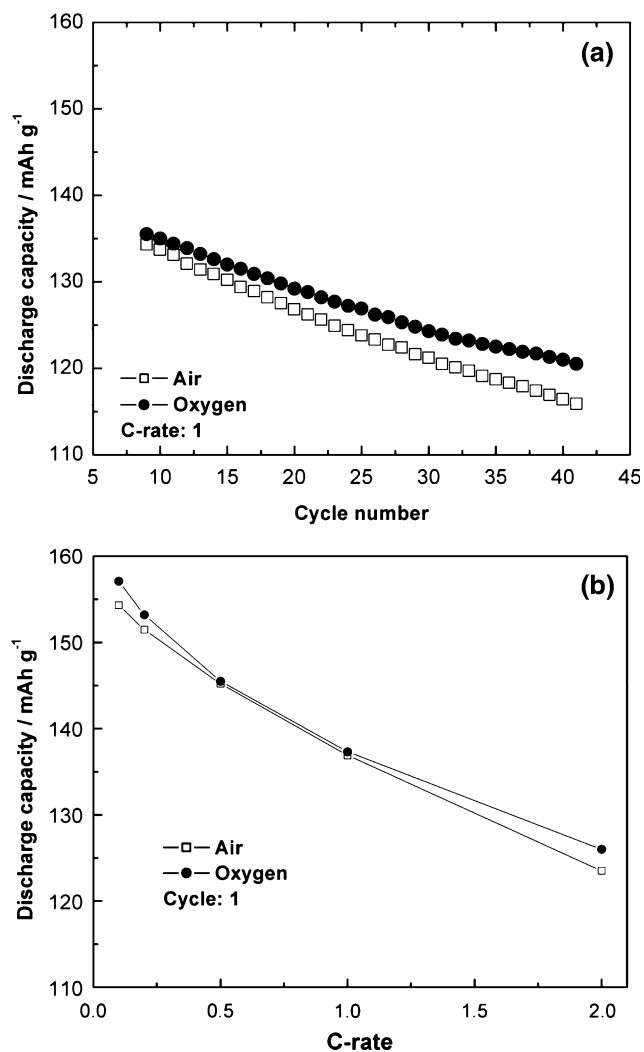 160
(a)
150
140
130
120
110
Discharge capacity / mAh g⁻¹
Air
Oxygen
C-rate: 1
5 10 15 20 25 30 35 40 45
Cycle number
160
(b)
150
140
130
120
110
Discharge capacity / mAh g⁻¹
Air
Oxygen
Cycle: 1
0.0 0.5 1.0 1.5 2.0
C-rate